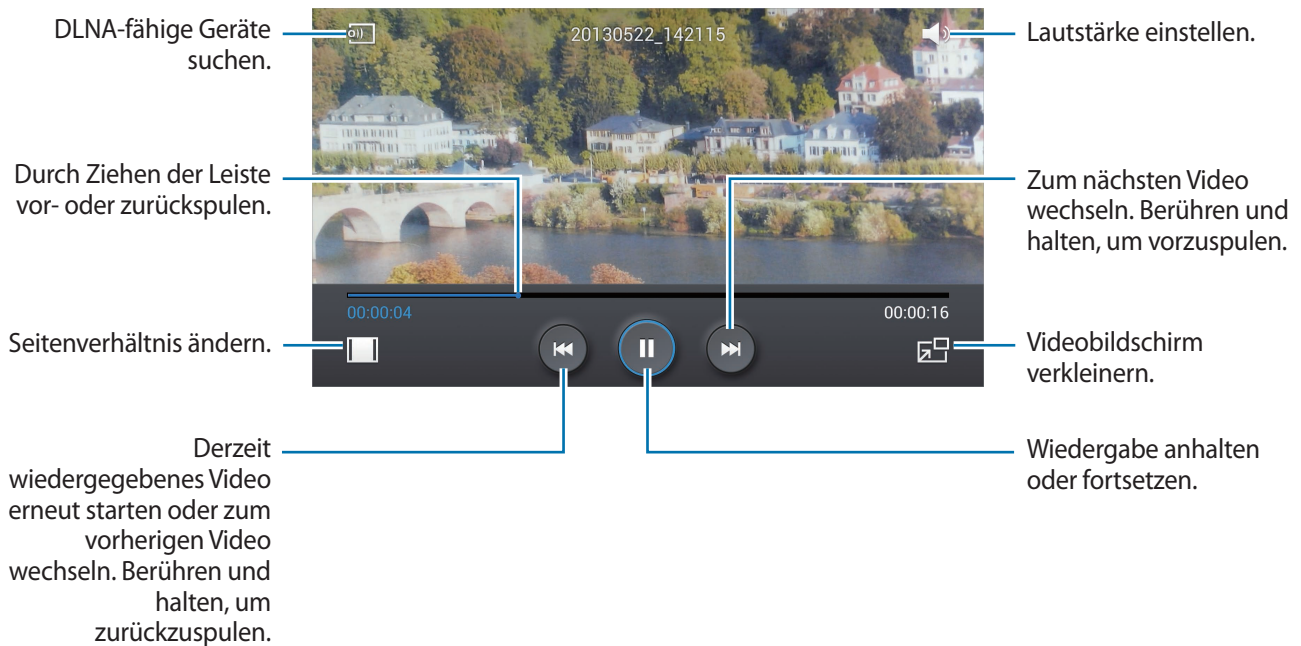 DLNA-fähige Geräte
suchen.
20130522_142115
Lautstärke einstellen.
Durch Ziehen der Leiste
vor- oder zurückspulen.
Zum nächsten Video
wechseln. Berühren und
halten, um vorzuspulen.
00:00:04
00:00:16
Seitenverhältnis ändern.
Videobildschirm
verkleinern.
Derzeit
wiedergegebenes Video
erneut starten oder zum
vorherigen Video
wechseln. Berühren und
halten, um
zurückzuspulen.
Wiedergabe anhalten
oder fortsetzen.